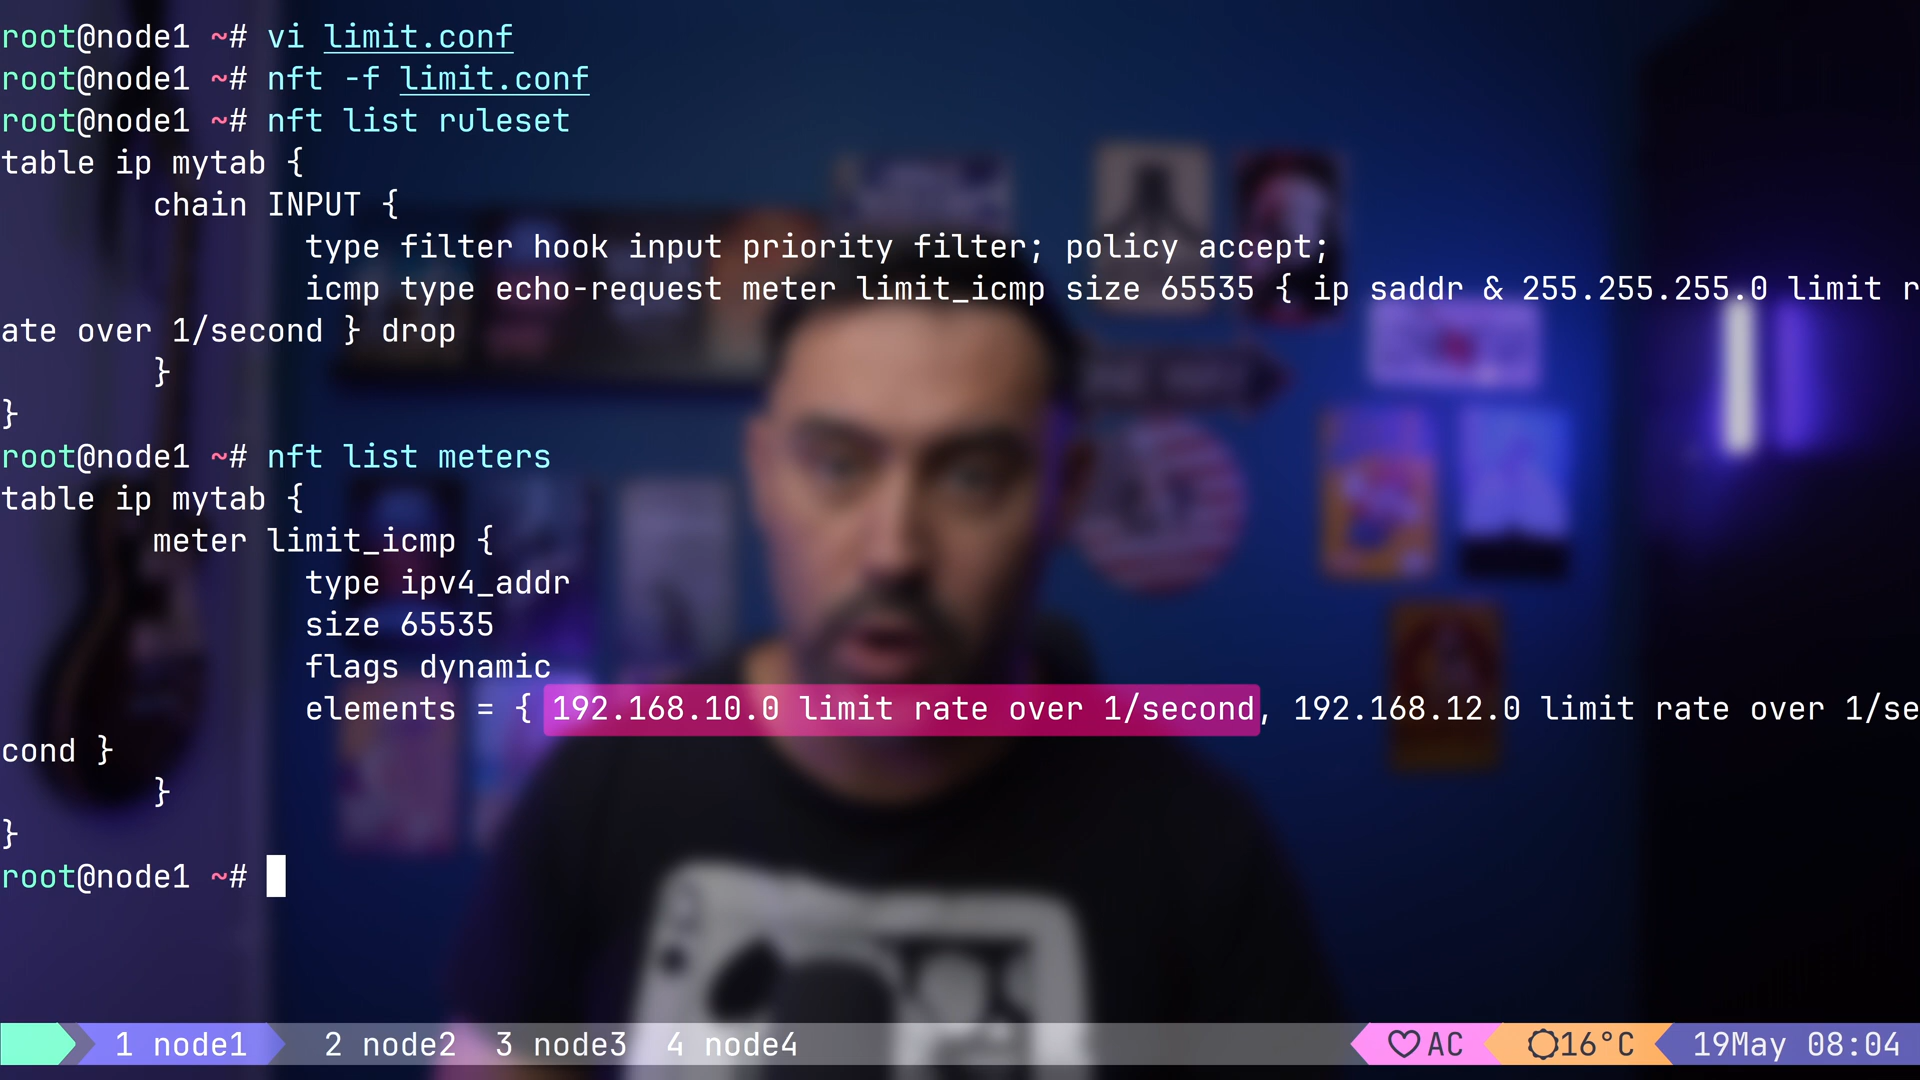 root@node1 ~# vi limit.conf
root@node1 ~# nft -f limit.conf
root@node1 ~# nft list ruleset
table ip mytab {
        chain INPUT {
                type filter hook input priority filter; policy accept;
                icmp type echo-request meter limit_icmp size 65535 { ip saddr & 255.255.255.0 limit r
ate over 1/second } drop
        }
}
root@node1 ~# nft list meters
table ip mytab {
        meter limit_icmp {
                type ipv4_addr
                size 65535
                flags dynamic
                elements = { 192.168.10.0 limit rate over 1/second, 192.168.12.0 limit rate over 1/se
cond }
        }
}
root@node1 ~#
1 node1 2 node2 3 node3 4 node4 AC 16°C 19May 08:04